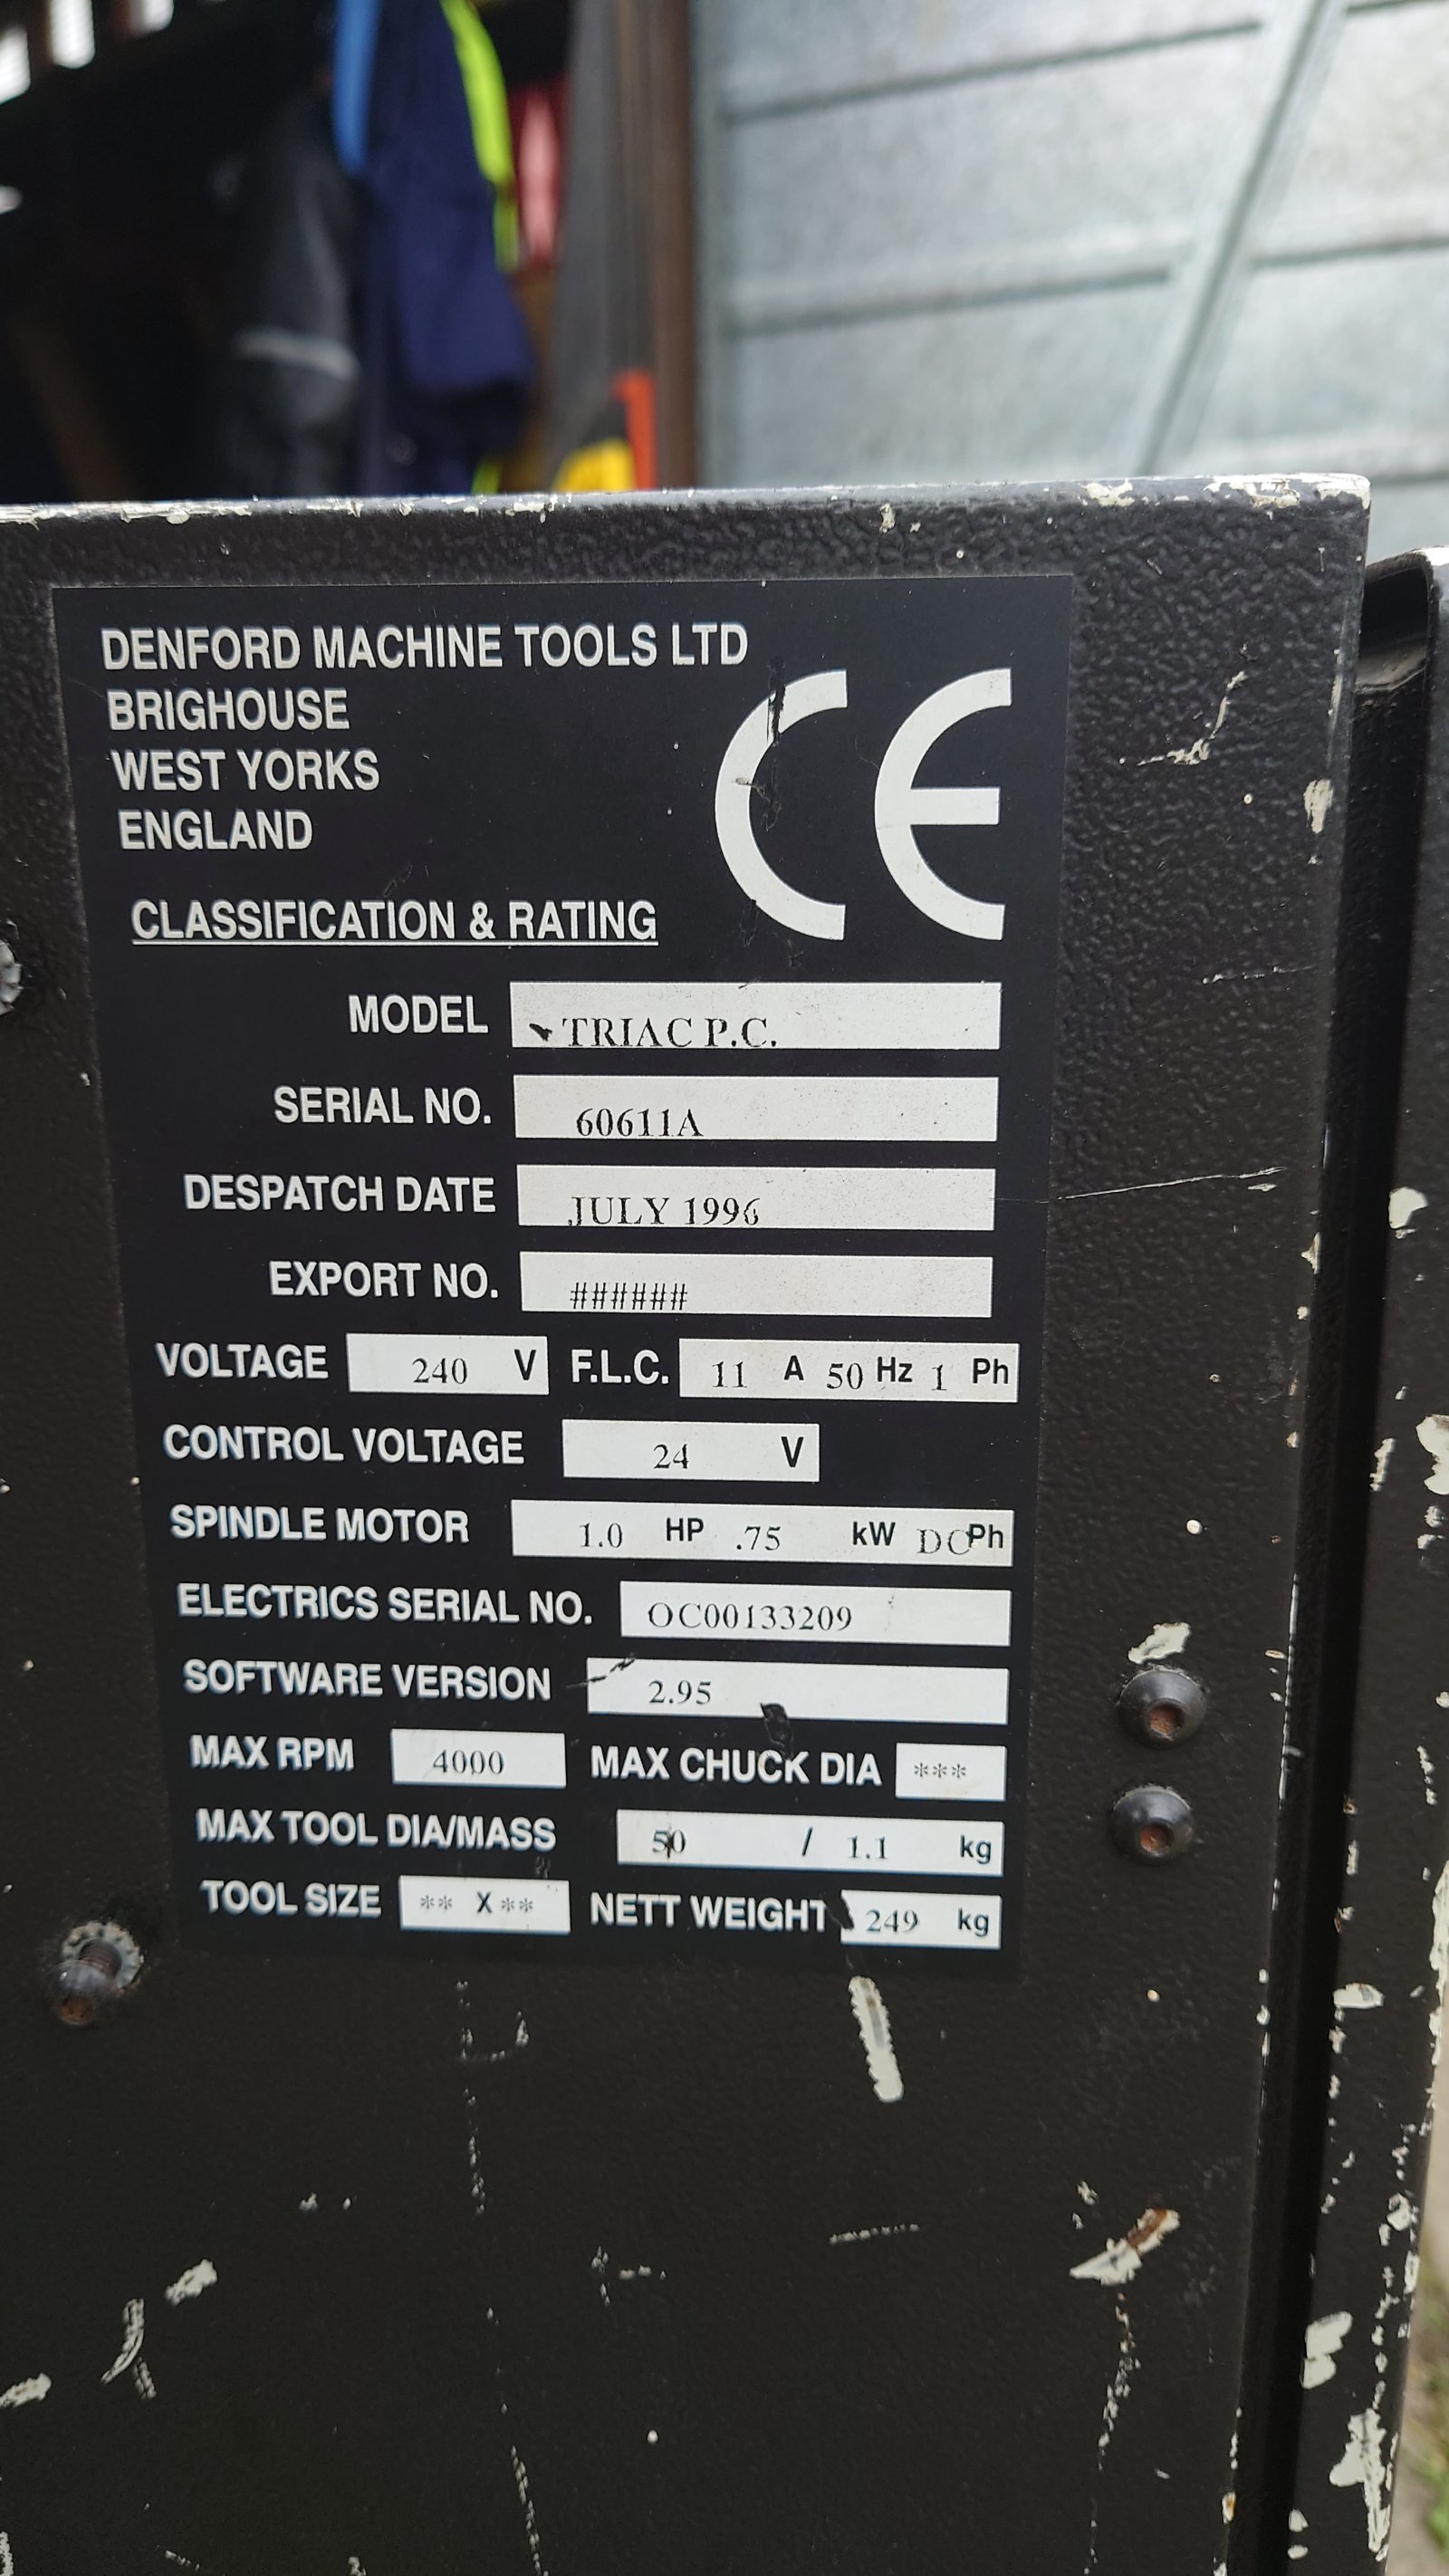 DENFORD MACHINE TOOLS LTD
BRIGHOUSE
WEST YORKS
ENGLAND
CE
CLASSIFICATION & RATING
MODEL TRIAC P.C.
SERIAL NO. 60611A
DESPATCH DATE JULY 1996
EXPORT NO. ######
VOLTAGE 240 V F.L.C. 11 A 50 Hz 1 Ph
CONTROL VOLTAGE 24 V
SPINDLE MOTOR 1.0 HP .75 kW DC Ph
ELECTRICS SERIAL NO. OC00133209
SOFTWARE VERSION 2.95
MAX RPM 4000 MAX CHUCK DIA ***
MAX TOOL DIA/MASS 50 / 1.1 kg
TOOL SIZE ** X ** NETT WEIGHT 249 kg